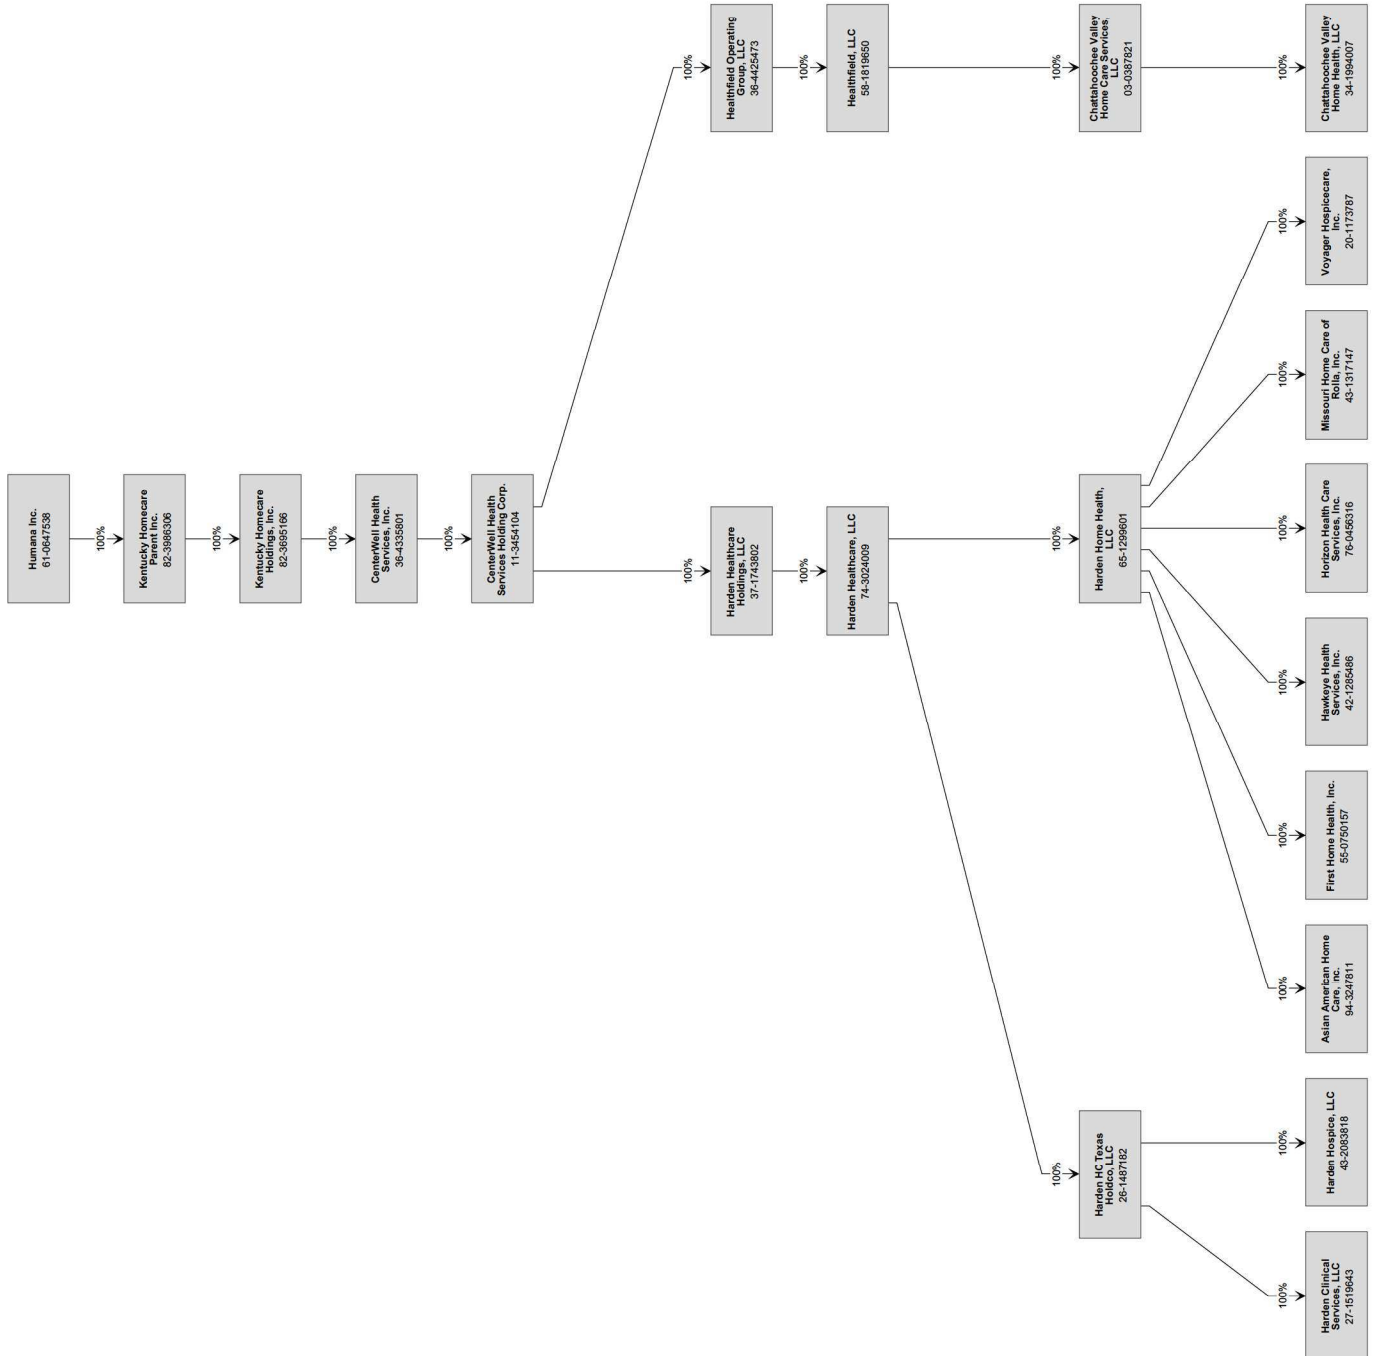 Humana Inc.
61-0647538
100%
Kentucky Homecare
Parent Inc.
82-3986306
100%
Kentucky Homecare
Holdings, Inc.
82-3695166
100%
CenterWell Health
Services, Inc.
36-4335801
100%
CenterWell Health
Services Holding Corp.
11-3454104
100%
100%
Harden Healthcare
Holdings, LLC
37-1743802
Healthfield Operating
Group, LLC
36-4425473
100%
100%
Harden Healthcare, LLC
74-3024009
Healthfield, LLC
58-1819650
100%
100%
100%
Harden HC Texas
Holdco, LLC
26-1487182
Harden Home Health,
LLC
65-1299601
Chattahoochee Valley
Home Care Services,
LLC
03-0387821
100%
100%
100%
100%
100%
100%
100%
100%
100%
Harden Clinical
Services, LLC
27-1519643
Harden Hospice, LLC
43-2083818
Asian American Home
Care, Inc.
94-3247811
First Home Health, Inc.
55-0750157
Hawkeye Health
Services, Inc.
42-1285486
Horizon Health Care
Services, Inc.
76-0456316
Missouri Home Care of
Rolla, Inc.
43-1317147
Voyager Hospicecare,
Inc.
20-1173787
Chattahoochee Valley
Home Health, LLC
34-1994007